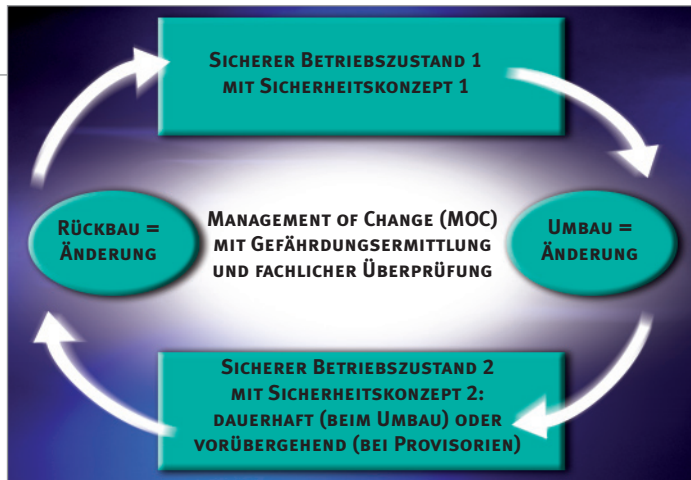 Sicherer Betriebszustand 1
mit Sicherheitskonzept 1
Rückbau =
Änderung
Management of Change (MOC)
mit Gefährdungsermittlung
und fachlicher Überprüfung
Umbau =
Änderung
Sicherer Betriebszustand 2
mit Sicherheitskonzept 2:
dauerhaft (beim Umbau) oder
vorübergehend (bei Provisorien)